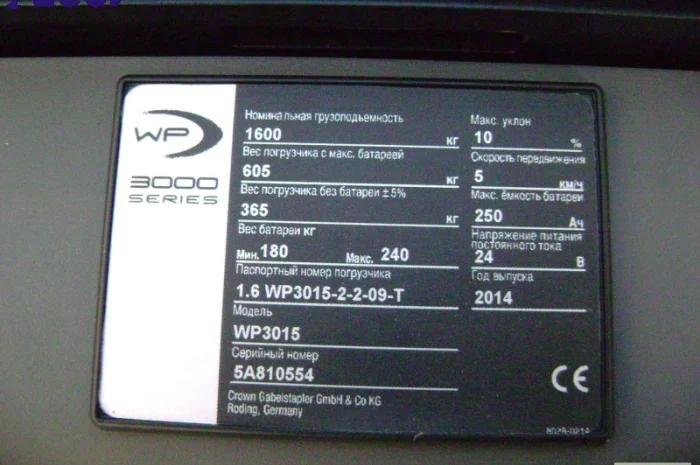 WP
3000
SERIES
Номинальная грузоподъемность
1600 кг
Вес погрузчика с макс. батареей
605 кг
Вес погрузчика без батареи ±5%
365 кг
Вес батареи кг
Мин. 180 Макс. 240
Паспортный номер погрузчика
1.6 WP3015-2-2-09-T
Модель
WP3015
Серийный номер
5A810554
Crown Gabelstapler GmbH & Co KG
Roding, Germany
Макс. уклон
10 %
Скорость передвижения
5 км/ч
Макс. ёмкость батареи
250 Ач
Напряжение питания
постоянного тока
24 В
Год выпуска
2014
CE